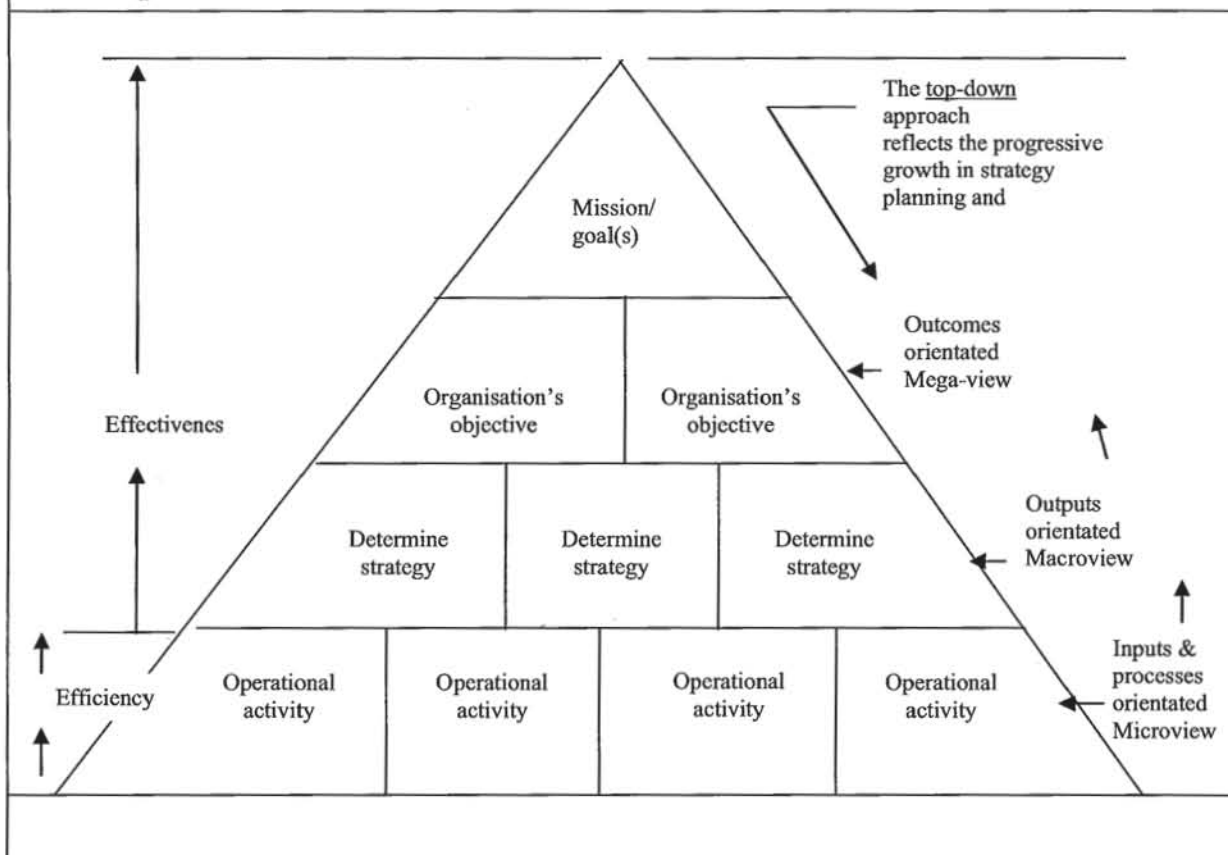 The top-down
approach
reflects the progressive
growth in strategy
planning and
Mission/
goal(s)
Outcomes
orientated
Mega-view
Organisation's
objective
Organisation's
objective
Effectivenes
Outputs
orientated
Macroview
Determine
strategy
Determine
strategy
Determine
strategy
Inputs &
processes
orientated
Microview
Efficiency
Operational
activity
Operational
activity
Operational
activity
Operational
activity